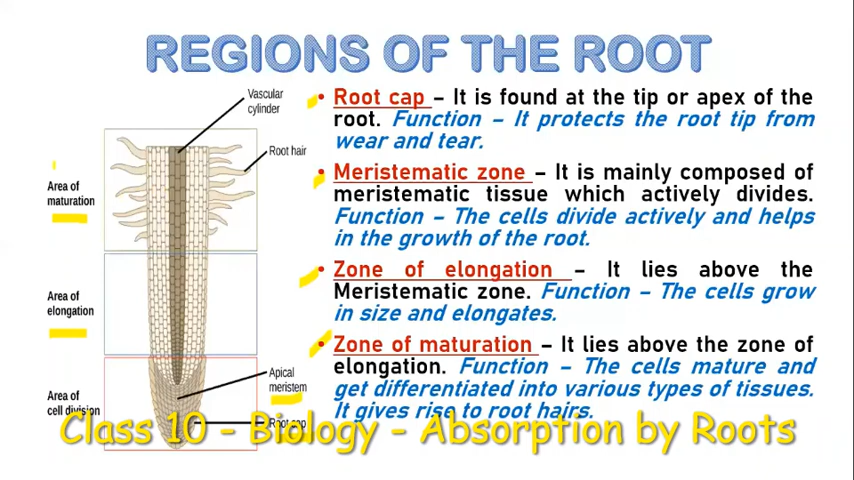 REGIONS OF THE ROOT
Vascular
cylinder
Root hair
Area of
maturation
Area of
elongation
Apical
meristem
Area of
cell division
Root cap
• Root cap – It is found at the tip or apex of the
root. Function – It protects the root tip from
wear and tear.
• Meristematic zone – It is mainly composed of
meristematic tissue which actively divides.
Function – The cells divide actively and helps
in the growth of the root.
• Zone of elongation – It lies above the
Meristematic zone. Function – The cells grow
in size and elongates.
• Zone of maturation – It lies above the zone of
elongation. Function – The cells mature and
get differentiated into various types of tissues.
It gives rise to root hairs.
Class 10 - Biology - Absorption by Roots